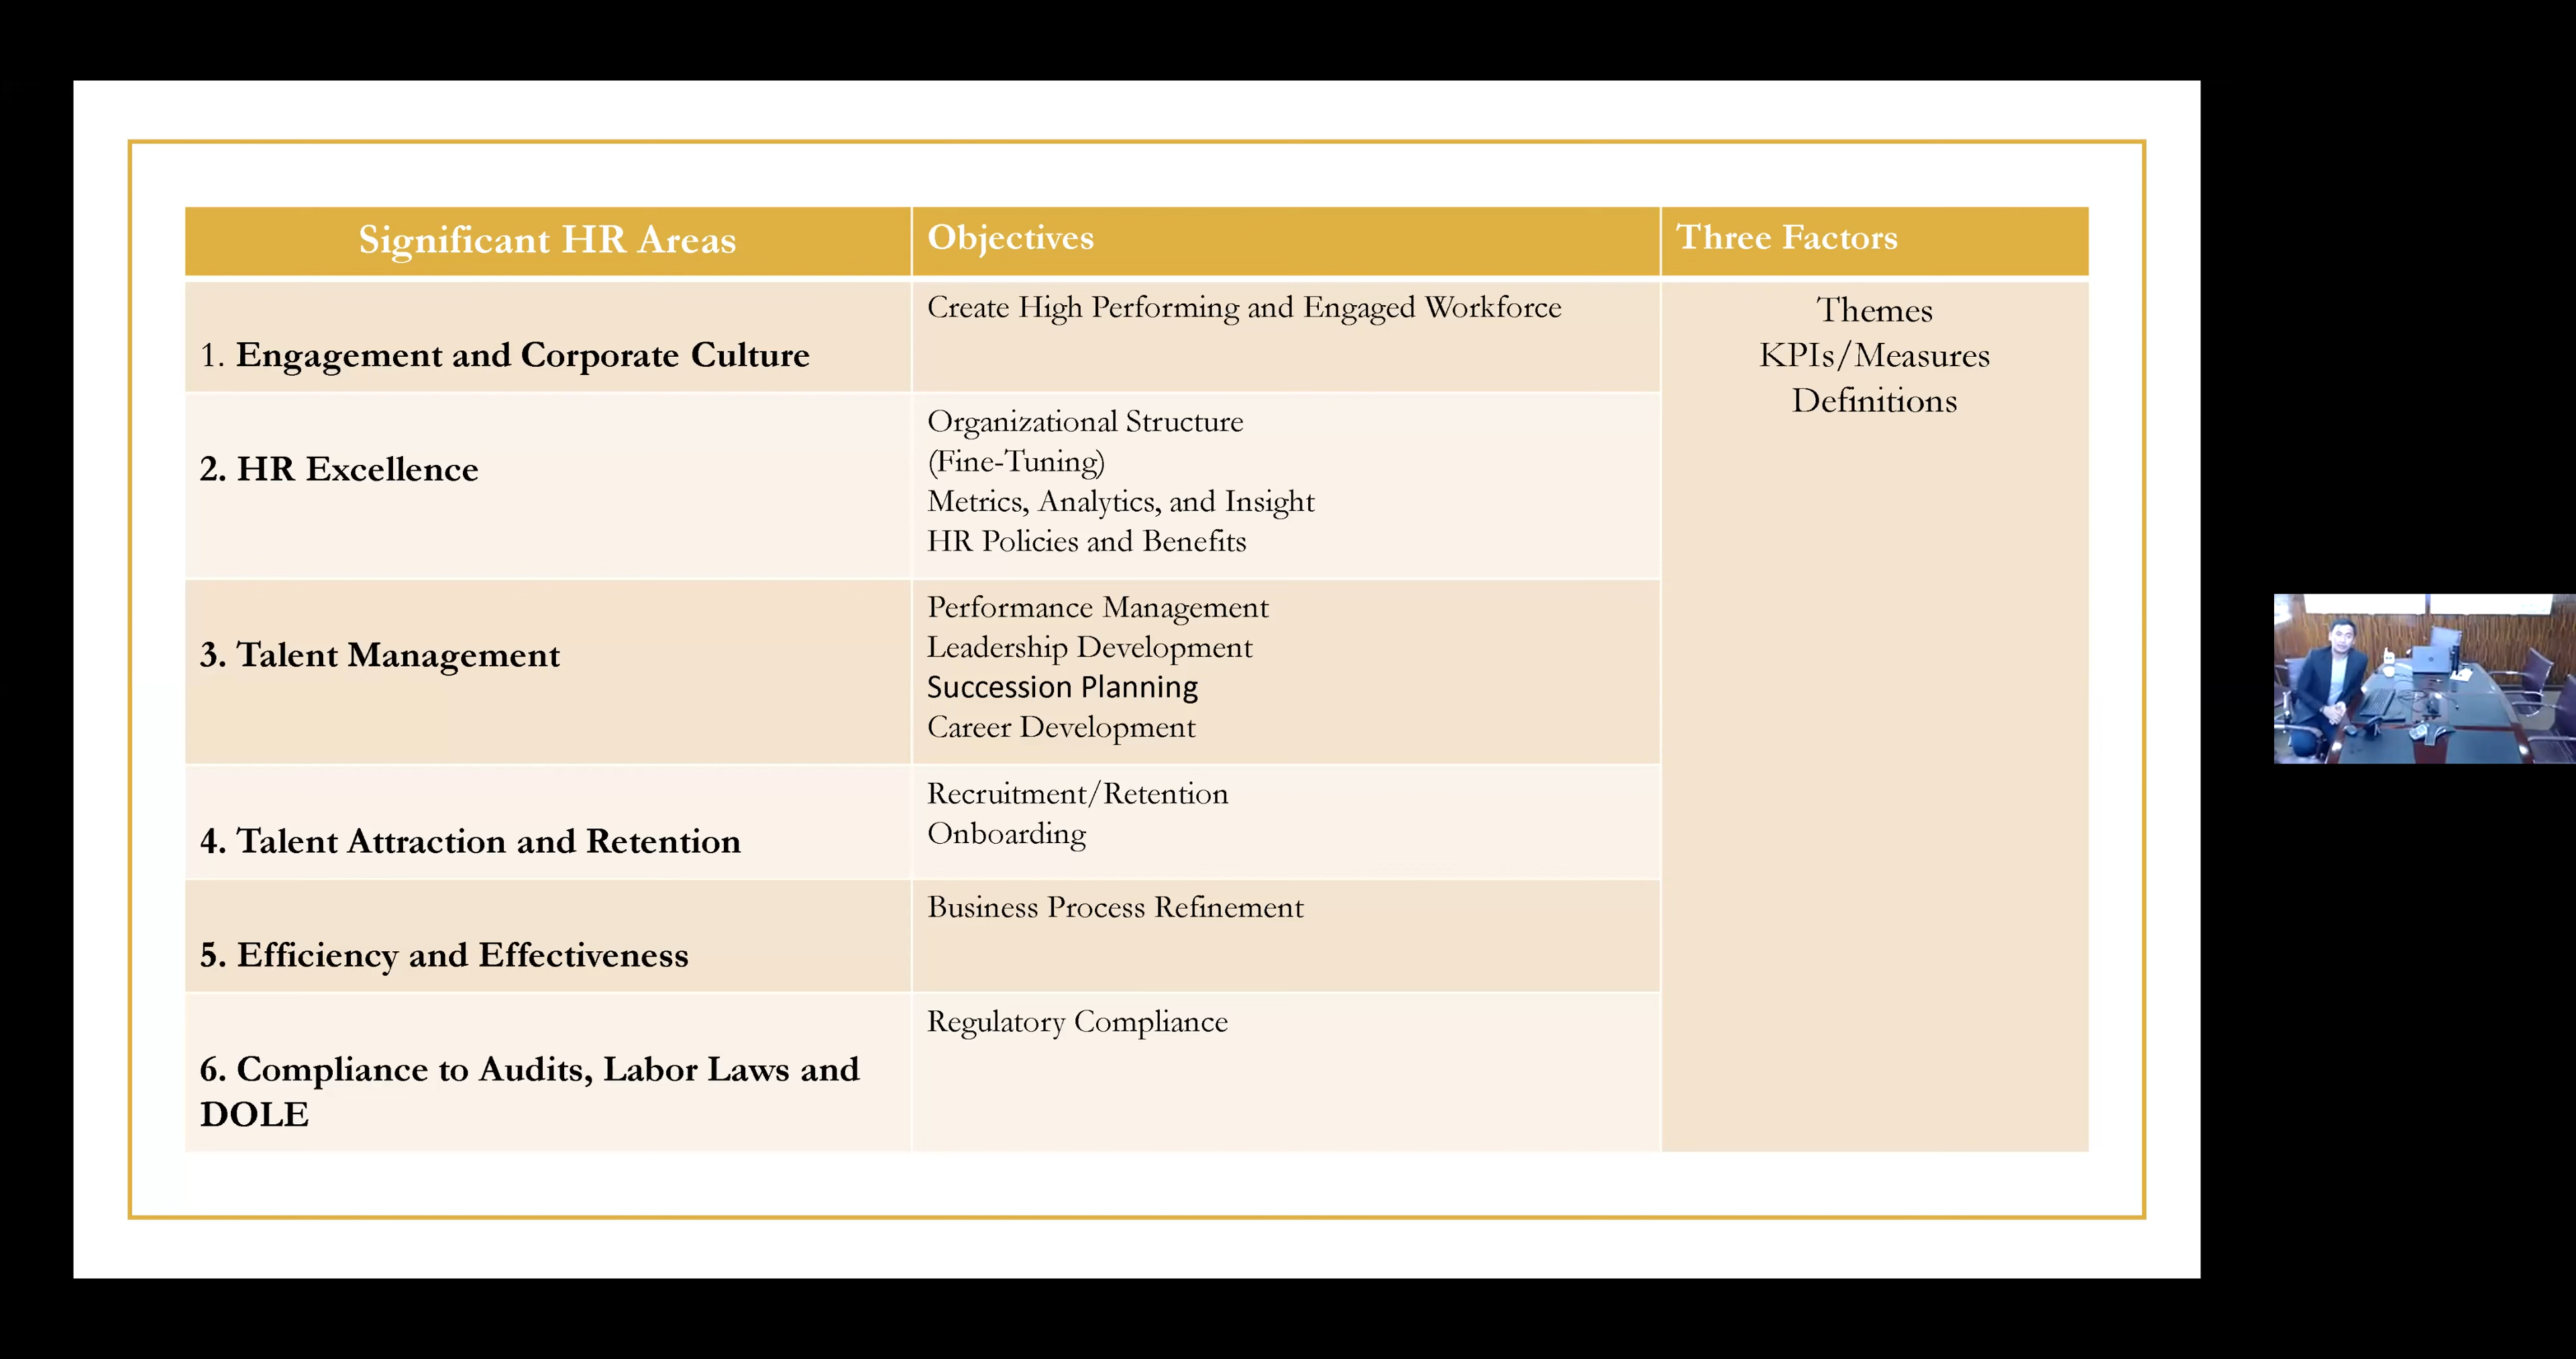 Significant HR Areas
Objectives
Three Factors
1. Engagement and Corporate Culture
Create High Performing and Engaged Workforce
Themes
KPIs/Measures
Definitions
2. HR Excellence
Organizational Structure
(Fine-Tuning)
Metrics, Analytics, and Insight
HR Policies and Benefits
3. Talent Management
Performance Management
Leadership Development
Succession Planning
Career Development
4. Talent Attraction and Retention
Recruitment/Retention
Onboarding
5. Efficiency and Effectiveness
Business Process Refinement
6. Compliance to Audits, Labor Laws and
DOLE
Regulatory Compliance